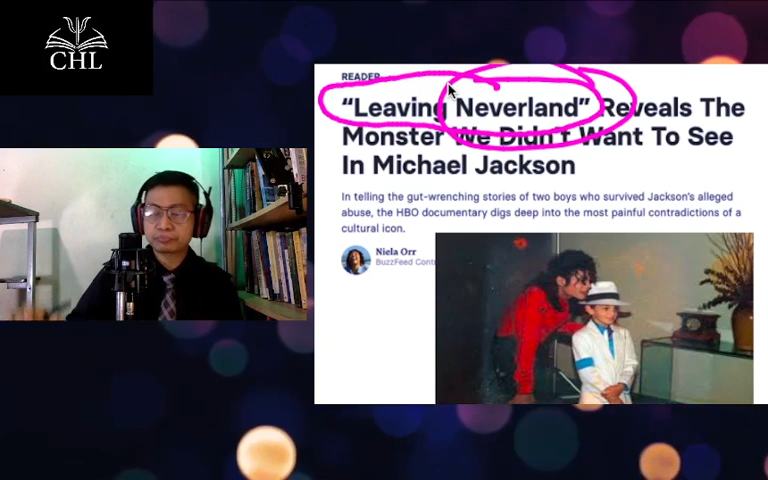 CHL
READER
“Leaving Neverland” Reveals The
Monster We Didn't Want To See
In Michael Jackson
In telling the gut-wrenching stories of two boys who survived Jackson's alleged
abuse, the HBO documentary digs deep into the most painful contradictions of a
cultural icon.
Niela Orr
BuzzFeed Contr